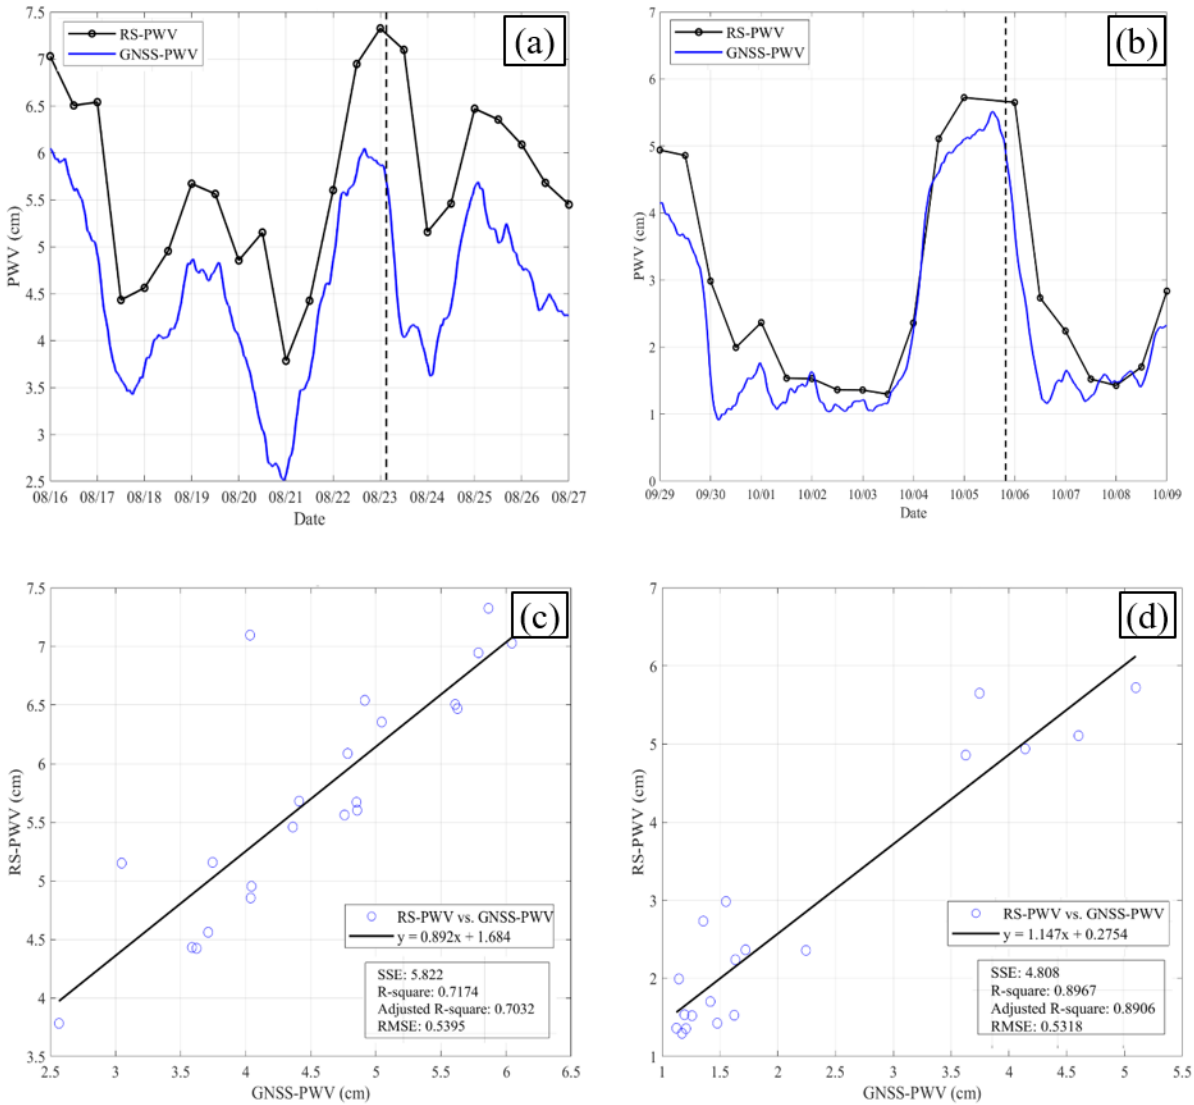 RS-PWV
GNSS-PWV
(a)
7.5
7
6.5
6
5.5
5
4.5
4
3.5
3
2.5
PWV (cm)
08/16 08/17 08/18 08/19 08/20 08/21 08/22 08/23 08/24 08/25 08/26 08/27
Date
RS-PWV
GNSS-PWV
(b)
7
6
5
4
3
2
1
0
PWV (cm)
09/29 09/30 10/01 10/02 10/03 10/04 10/05 10/06 10/07 10/08 10/09
Date
(c)
7.5
7
6.5
6
5.5
5
4.5
4
3.5
RS-PWV (cm)
RS-PWV vs. GNSS-PWV
y = 0.892x + 1.684
SSE: 5.822
R-square: 0.7174
Adjusted R-square: 0.7032
RMSE: 0.5395
2.5 3 3.5 4 4.5 5 5.5 6 6.5
GNSS-PWV (cm)
(d)
7
6
5
4
3
2
1
RS-PWV (cm)
RS-PWV vs. GNSS-PWV
y = 1.147x + 0.2754
SSE: 4.808
R-square: 0.8967
Adjusted R-square: 0.8906
RMSE: 0.5318
1 1.5 2 2.5 3 3.5 4 4.5 5 5.5
GNSS-PWV (cm)